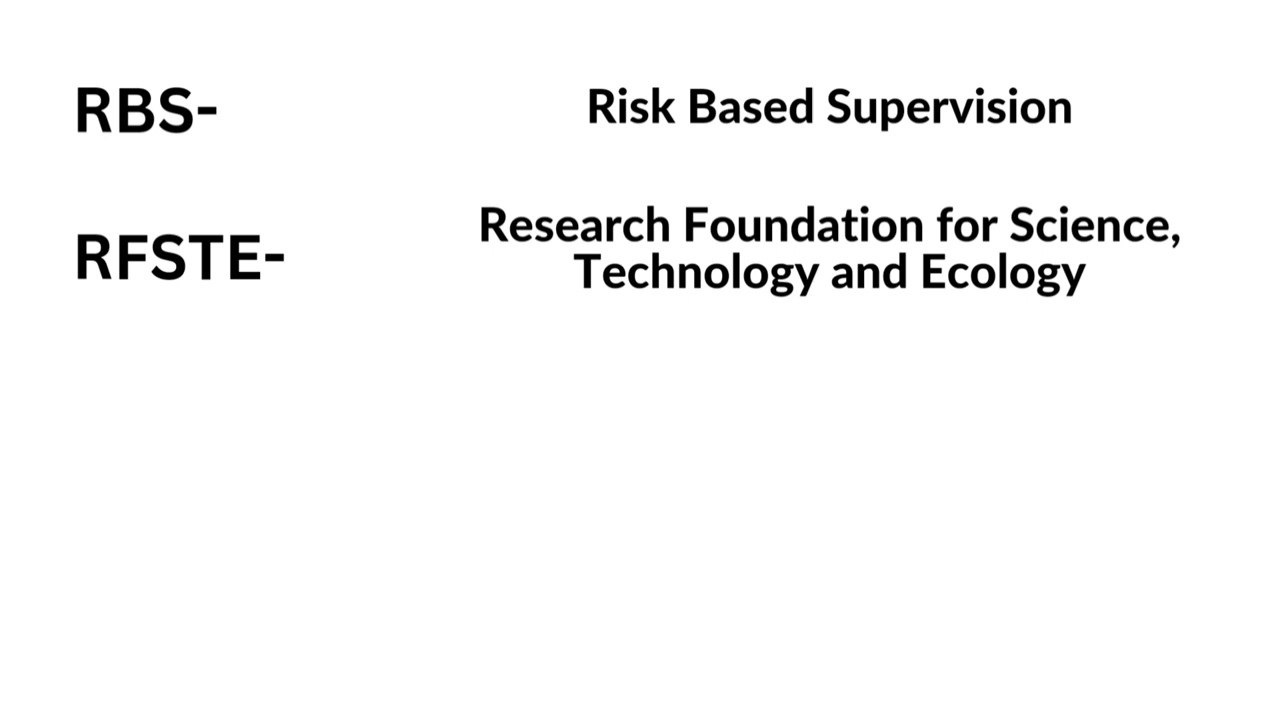 RBS-
Risk Based Supervision
RFSTE-
Research Foundation for Science,
Technology and Ecology